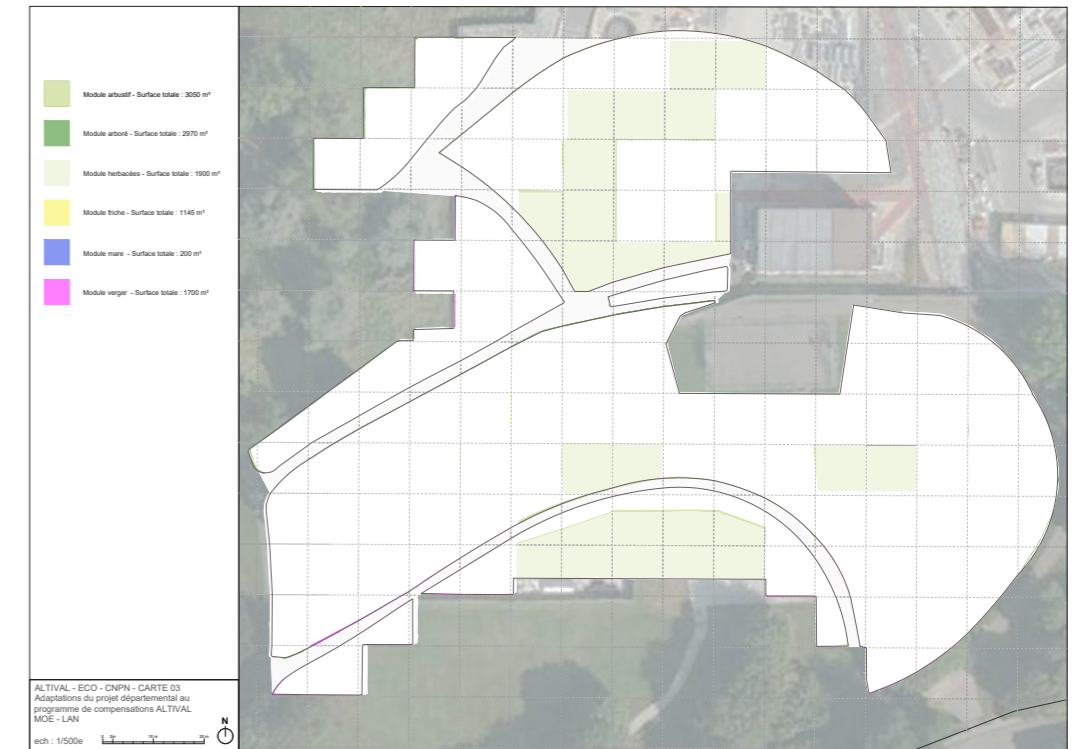 Module arbustif - Surface totale : 3050 m²
Module arboré - Surface totale : 2970 m²
Module herbacées - Surface totale : 1900 m²
Module friche - Surface totale : 1145 m²
Module mare - Surface totale : 200 m²
Module verger - Surface totale : 1700 m²
ALTIVAL - ECO - CNPN - CARTE 03
Adaptations du projet départemental au
programme de compensations ALTIVAL
MOE - LAN
N
ech : 1/500e